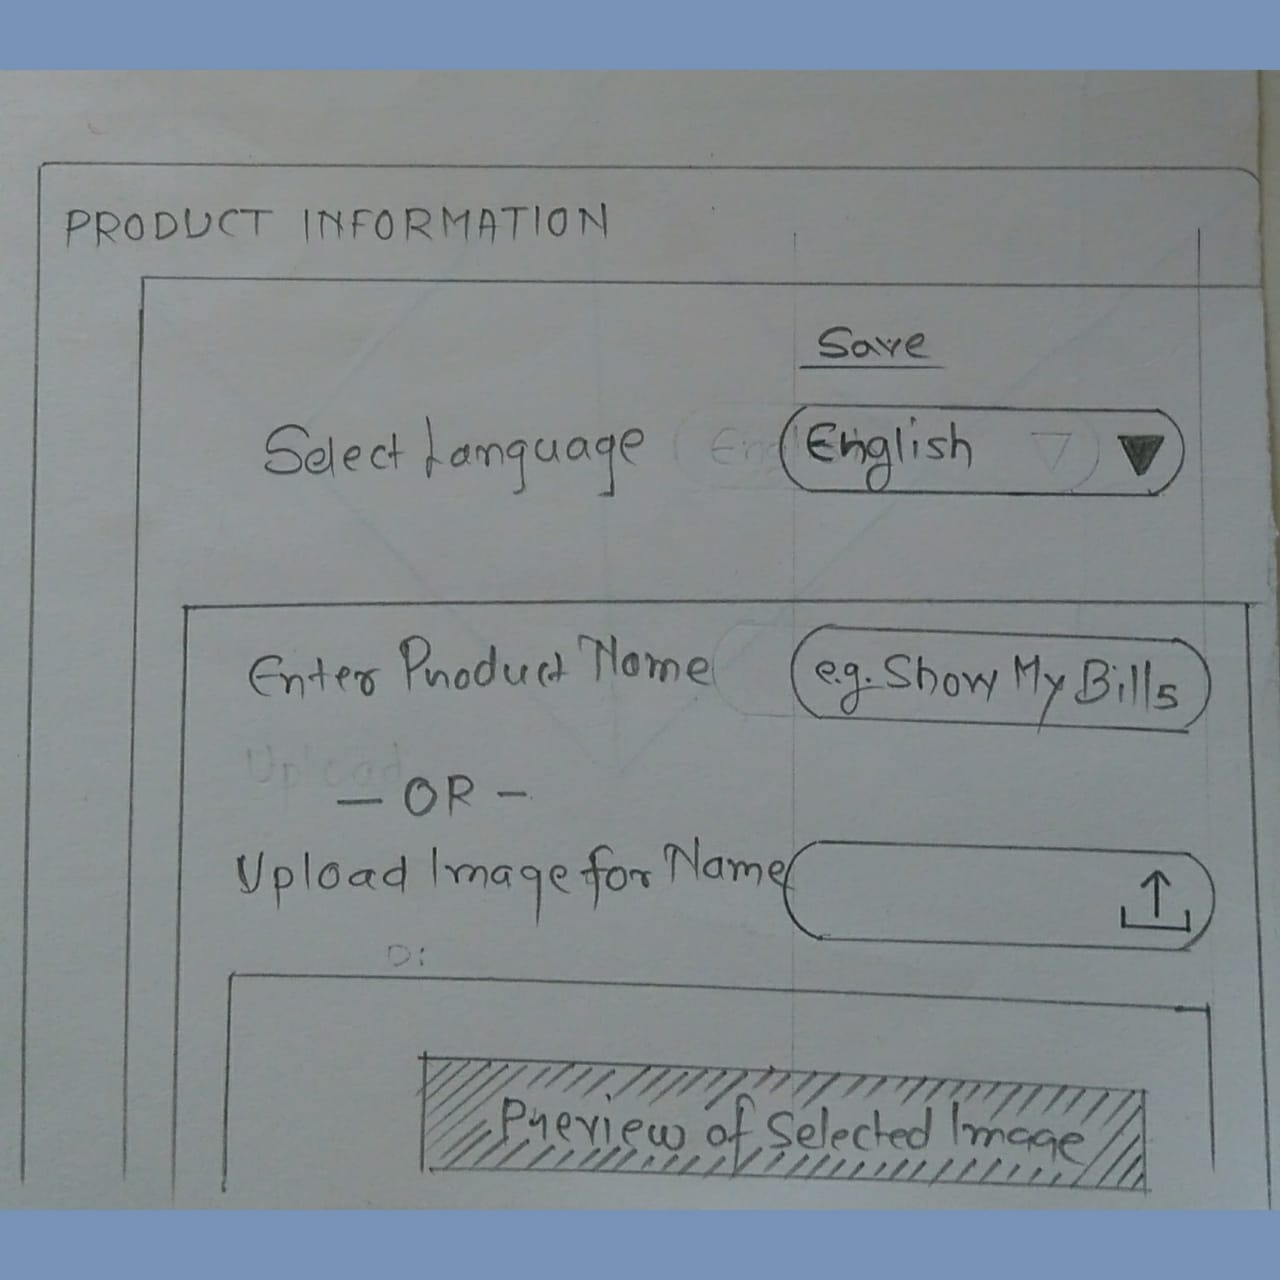 PRODUCT INFORMATION
Save
Select Language English
Enter Product Name e.g. Show My Bills
Upload
— OR –
Upload Image for Name
Preview of Selected Image